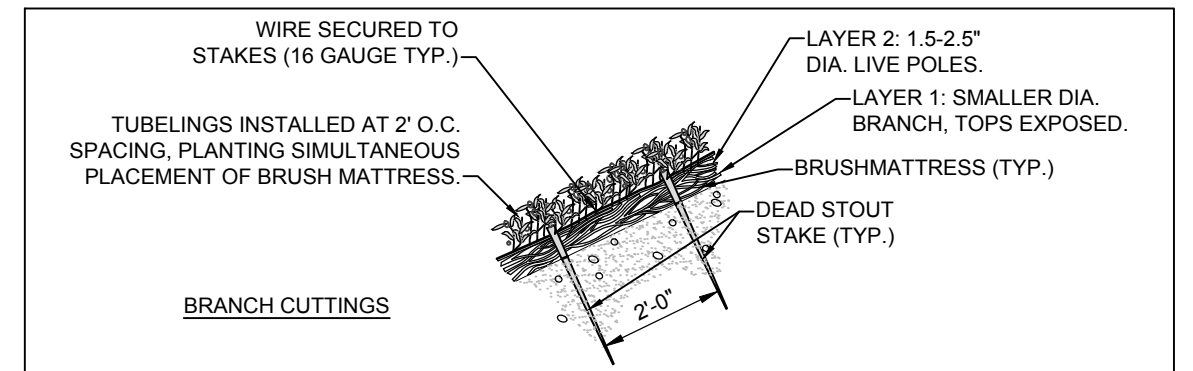 WIRE SECURED TO
STAKES (16 GAUGE TYP.)
TUBELINGS INSTALLED AT 2' O.C.
SPACING, PLANTING SIMULTANEOUS
PLACEMENT OF BRUSH MATTRESS.
LAYER 2: 1.5-2.5"
DIA. LIVE POLES.
LAYER 1: SMALLER DIA.
BRANCH, TOPS EXPOSED.
BRUSHMATTRESS (TYP.)
DEAD STOUT
STAKE (TYP.)
2'-0"
BRANCH CUTTINGS